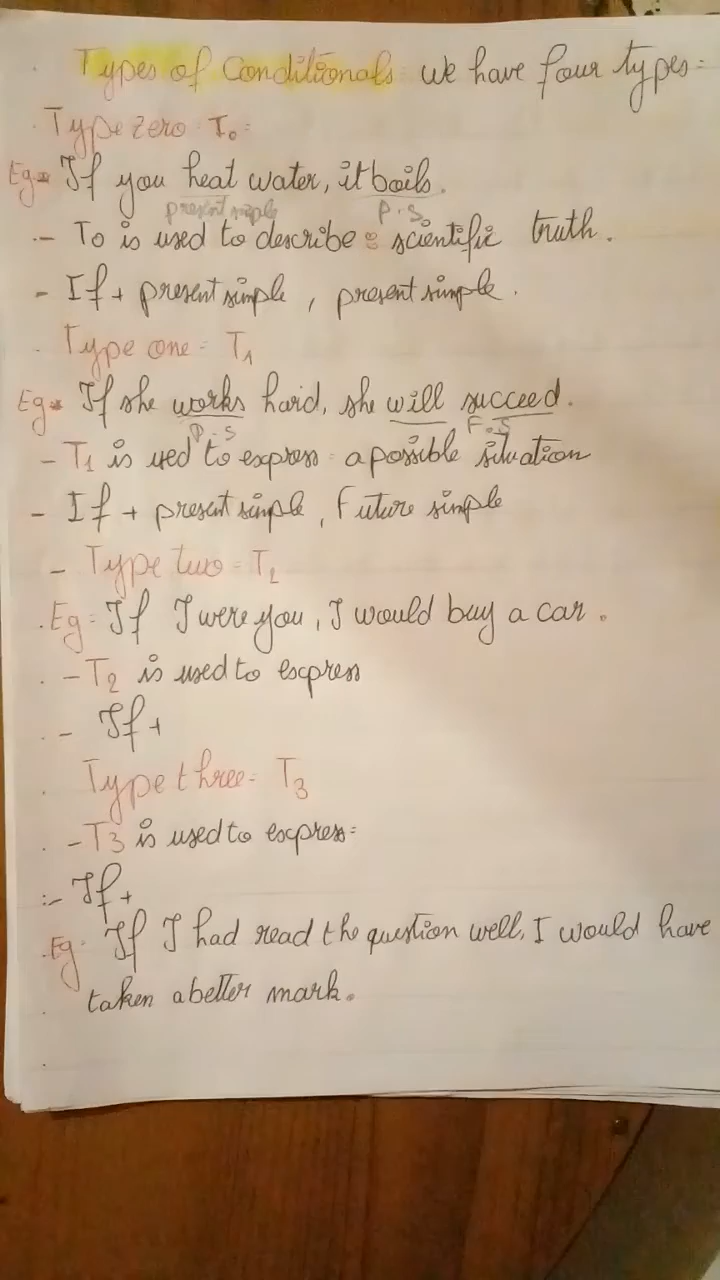 Types of Conditionals: we have four types:
Type zero: T0:
Eg: If you heat water, it boils.
present simple P.S
- T0 is used to describe: scientific truth.
- If + present simple, present simple.
Type one: T1
Eg: If she works hard, she will succeed.
P.S F.S
- T1 is used to express: a possible situation
- If + present simple, Future simple
- Type two: T2
Eg: If I were you, I would buy a car.
- T2 is used to express
- If +
Type three: T3
- T3 is used to express:
- If +
Eg: If I had read the question well, I would have
taken a better mark.